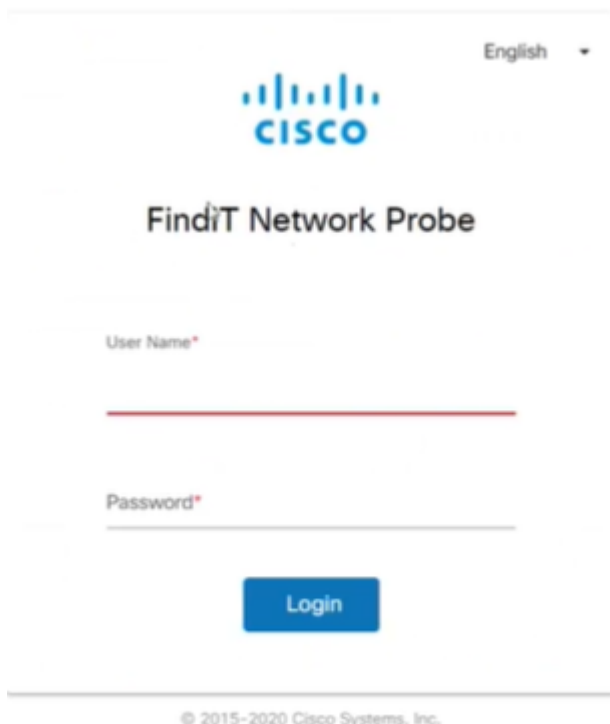 English
CISCO
FindIT Network Probe
User Name*
Password*
Login
© 2015-2020 Cisco Systems, Inc.